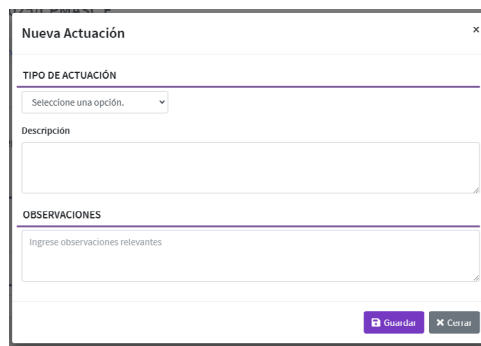 Nueva Actuación
×
TIPO DE ACTUACIÓN
Seleccione una opción.
Descripción
OBSERVACIONES
Ingrese observaciones relevantes
Guardar
Cerrar